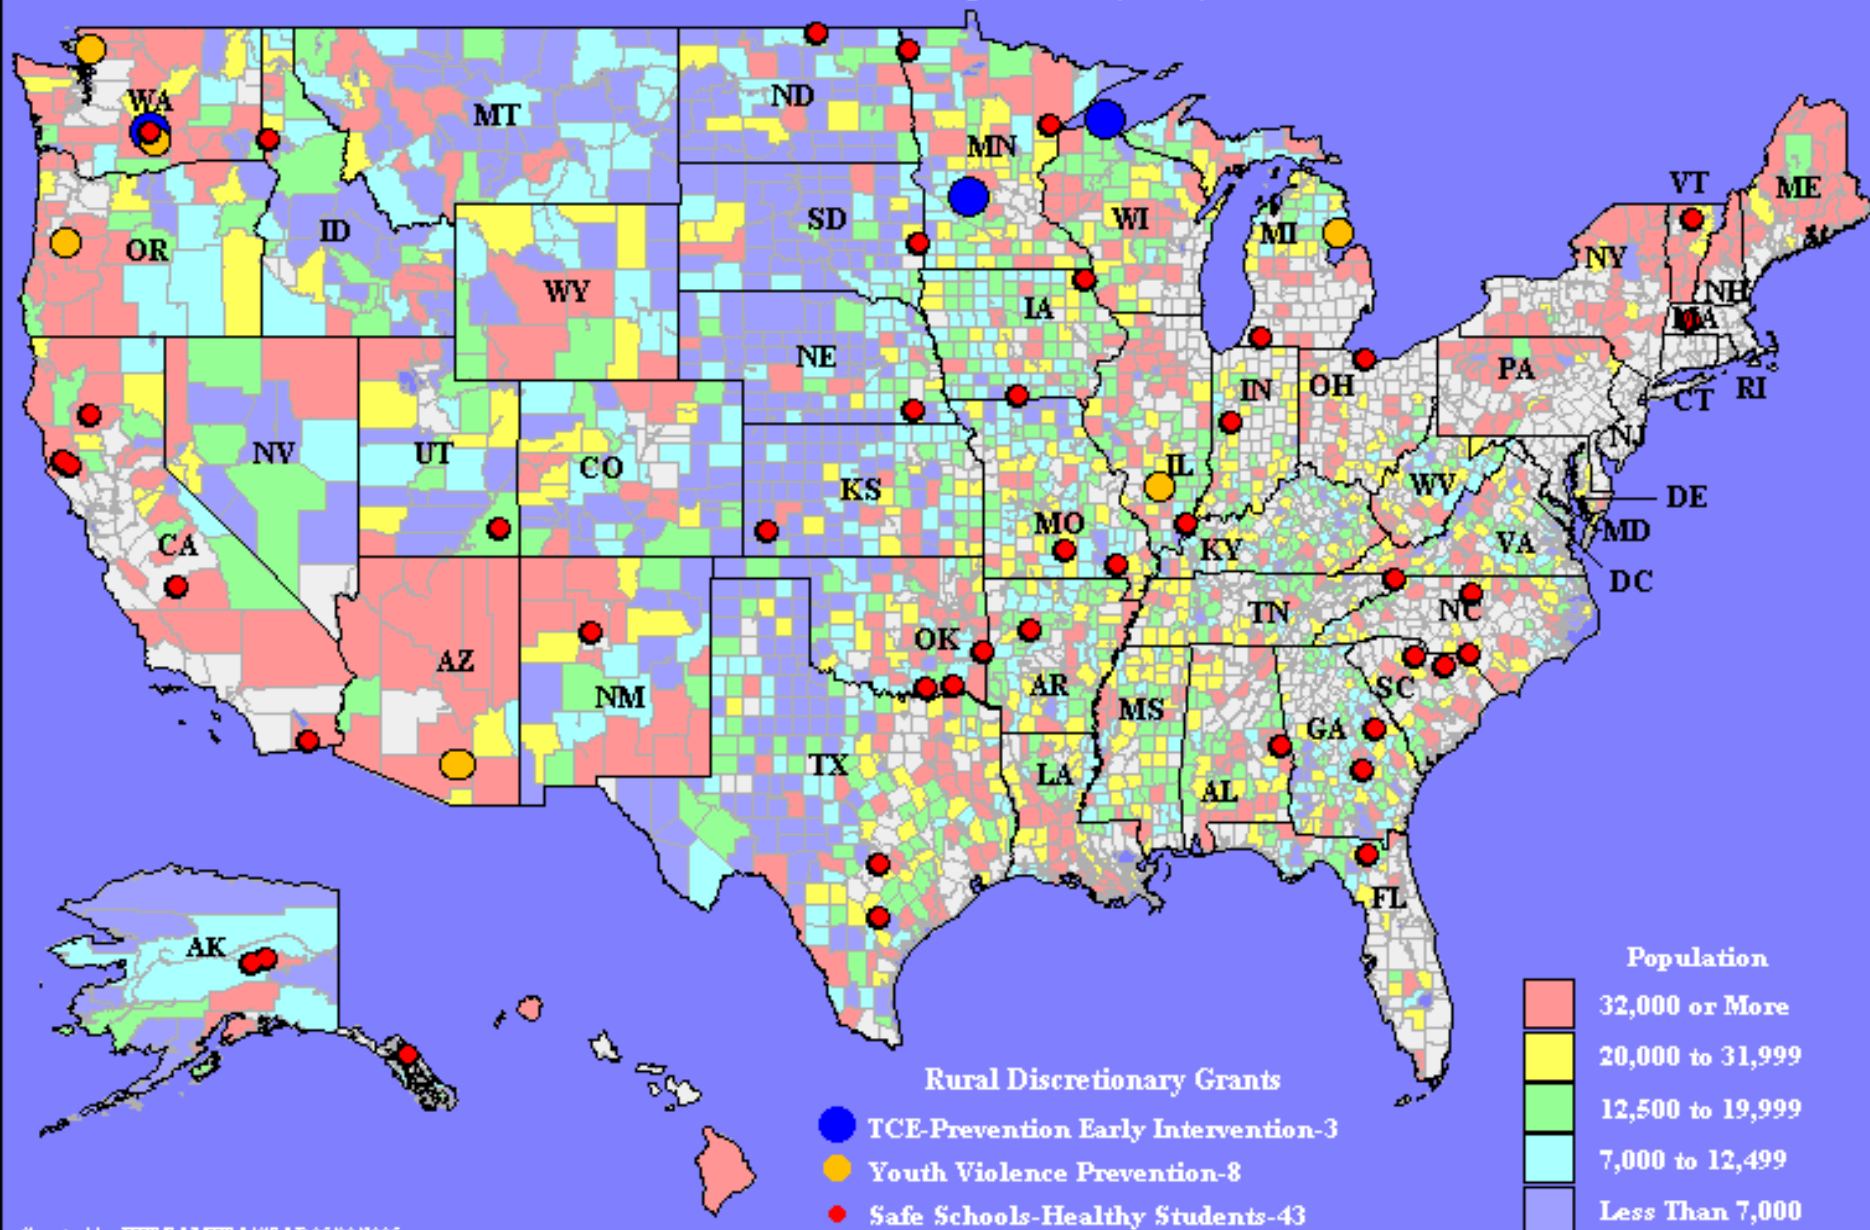 WA
MT
ND
MN
VT
ME
OR
ID
SD
WI
MI
NY
WY
IA
NH
MA
NE
IN
OH
PA
RI
CT
NV
UT
CO
KS
IL
NJ
WV
DE
MO
KY
VA
MD
CA
DC
TN
NC
OK
AZ
NM
AR
SC
MS
GA
TX
LA
AL
FL
AK
Population
32,000 or More
20,000 to 31,999
12,500 to 19,999
7,000 to 12,499
Less Than 7,000
Rural Discretionary Grants
TCE-Prevention Early Intervention-3
Youth Violence Prevention-8
Safe Schools-Healthy Students-43